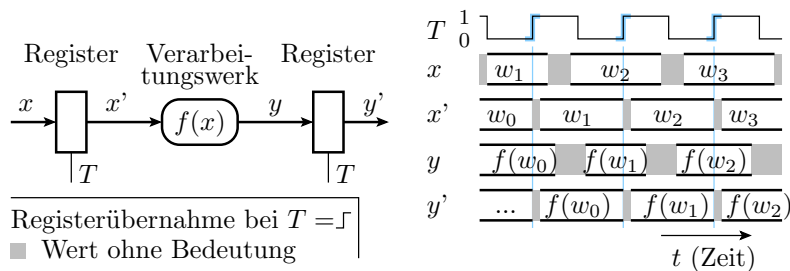 Register
Verarbei-
tungswerk
Register
x
x'
f(x)
y
y'
T
T
Registerübernahme bei T =
Wert ohne Bedeutung
T 1
0
x w₁ w₂ w₃
x' w₀ w₁ w₂ w₃
y f(w₀) f(w₁) f(w₂)
y' ... f(w₀) f(w₁) f(w₂)
t (Zeit)